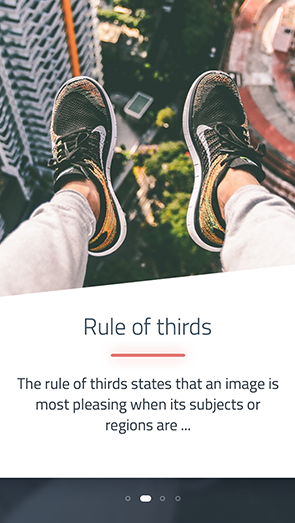 Rule of thirds
The rule of thirds states that an image is
most pleasing when its subjects or
regions are ...